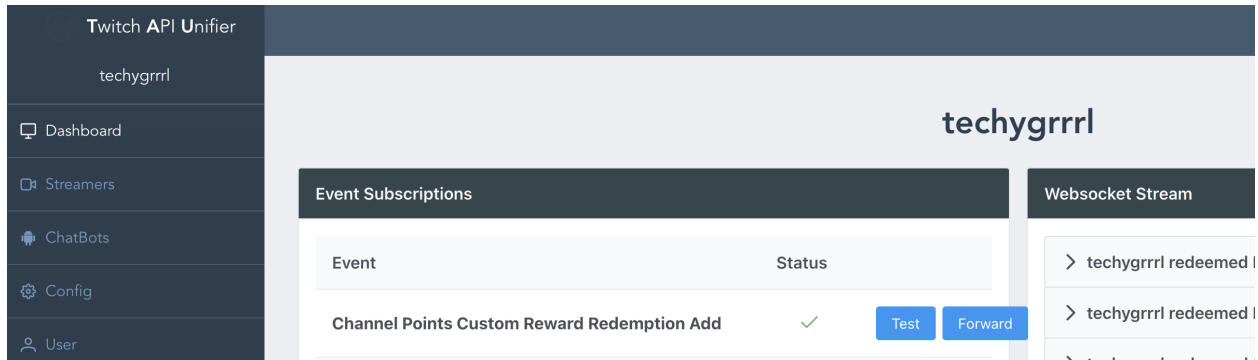 Twitch API Unifier
techygrrrl
Dashboard
Streamers
ChatBots
Config
User
techygrrrl
Event Subscriptions
Event Status
Channel Points Custom Reward Redemption Add Test Forward
Websocket Stream
techygrrrl redeemed
techygrrrl redeemed